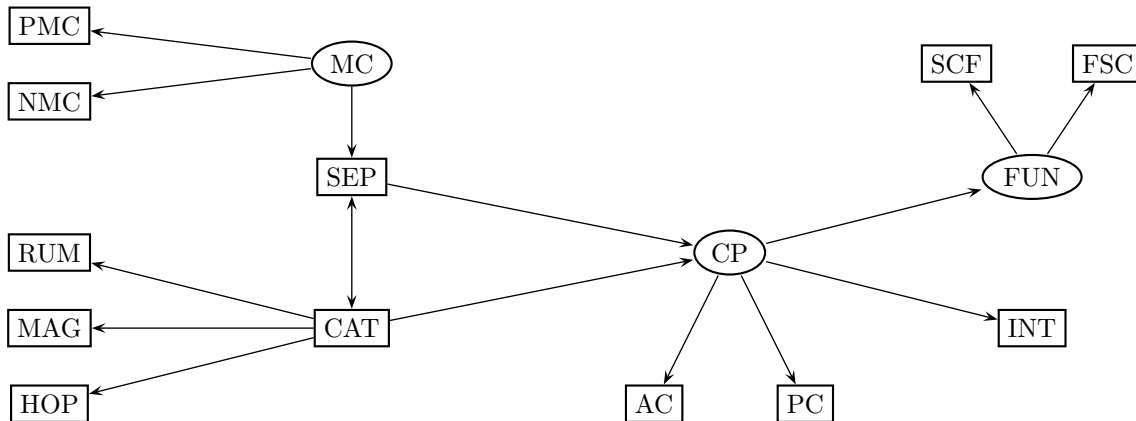 PMC
MC
SCF
FSC
NMC
SEP
FUN
RUM
CP
MAG
CAT
INT
HOP
AC
PC